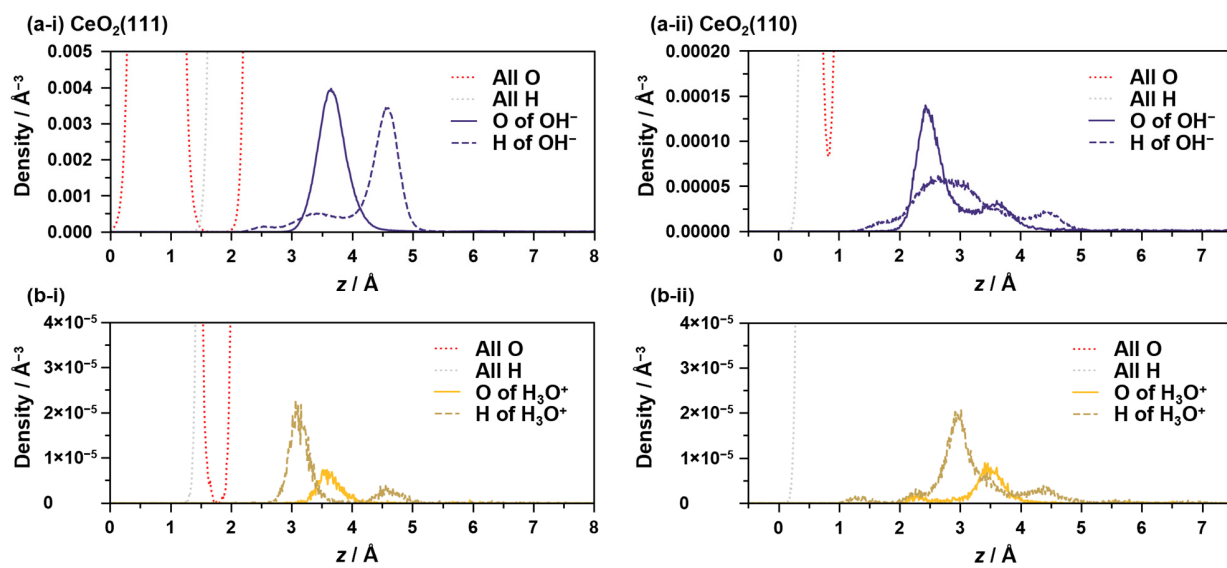 (a-i) CeO₂(111)
0.005
0.004
0.003
0.002
0.001
0.000
Density / Å⁻³
All O
All H
O of OH⁻
H of OH⁻
0 1 2 3 4 5 6 7 8
z / Å
(a-ii) CeO₂(110)
0.00020
0.00015
0.00010
0.00005
0.00000
Density / Å⁻³
All O
All H
O of OH⁻
H of OH⁻
0 1 2 3 4 5 6 7
z / Å
(b-i)
4×10⁻⁵
3×10⁻⁵
2×10⁻⁵
1×10⁻⁵
0
Density / Å⁻³
All O
All H
O of H₃O⁺
H of H₃O⁺
0 1 2 3 4 5 6 7 8
z / Å
(b-ii)
4×10⁻⁵
3×10⁻⁵
2×10⁻⁵
1×10⁻⁵
0
Density / Å⁻³
All O
All H
O of H₃O⁺
H of H₃O⁺
0 1 2 3 4 5 6 7
z / Å